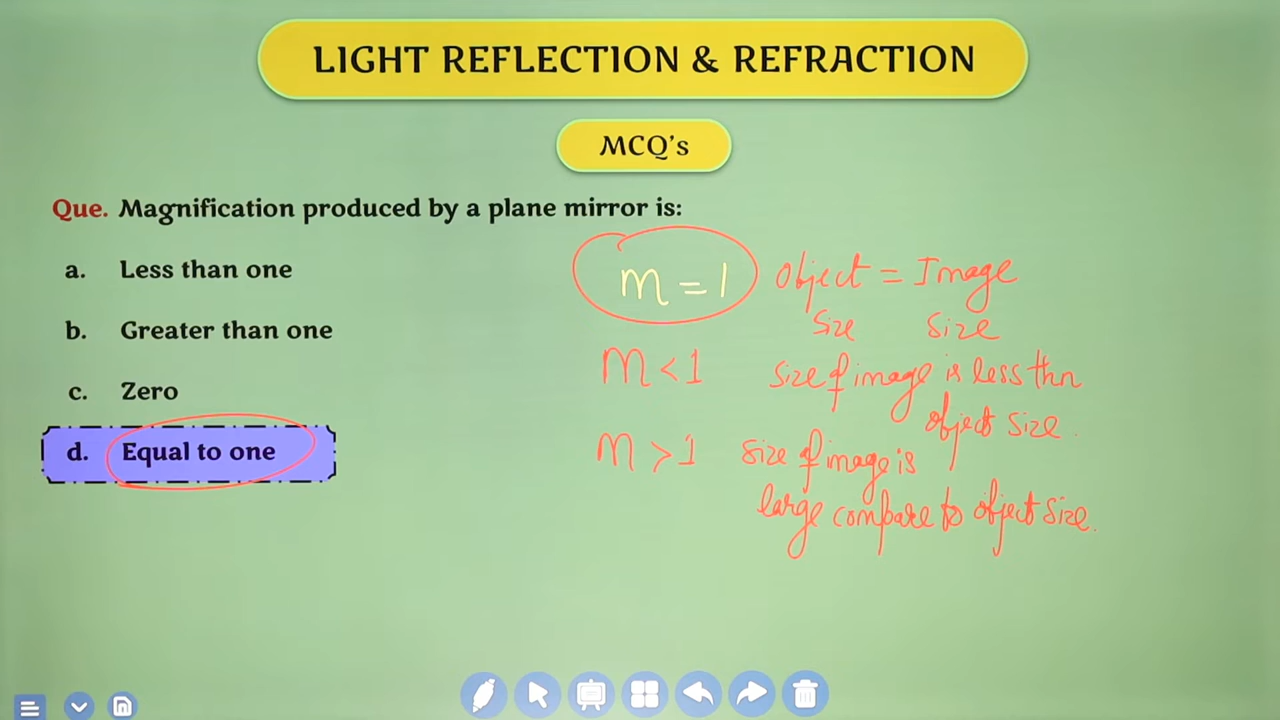 LIGHT REFLECTION & REFRACTION
MCQ's
Que. Magnification produced by a plane mirror is:
a. Less than one
b. Greater than one
c. Zero
d. Equal to one
m = 1 object = Image
size size
m < 1 size of image is less thn
object size.
m > 1 size of image is
large compare to object size.